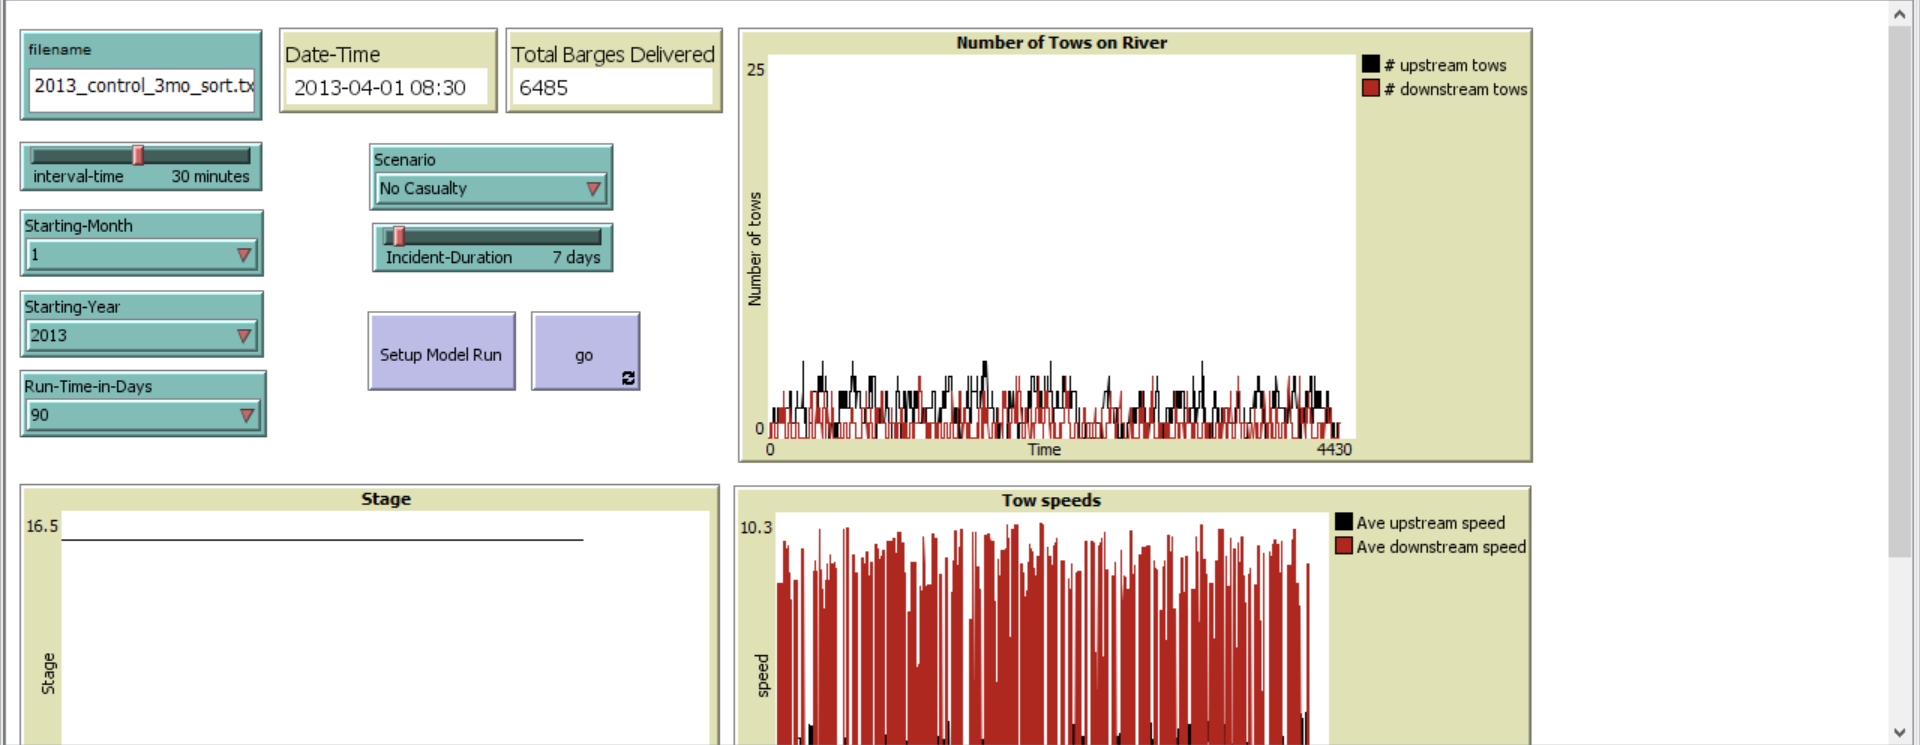 filename
2013_control_3mo_sort.tx
Date-Time
2013-04-01 08:30
Total Barges Delivered
6485
interval-time 30 minutes
Starting-Month
1
Starting-Year
2013
Run-Time-in-Days
90
Scenario
No Casualty
Incident-Duration 7 days
Setup Model Run
go
Number of Tows on River
25
Number of tows
0
0 Time 4430
# upstream tows
# downstream tows
Stage
16.5
Stage
Tow speeds
10.3
speed
Ave upstream speed
Ave downstream speed